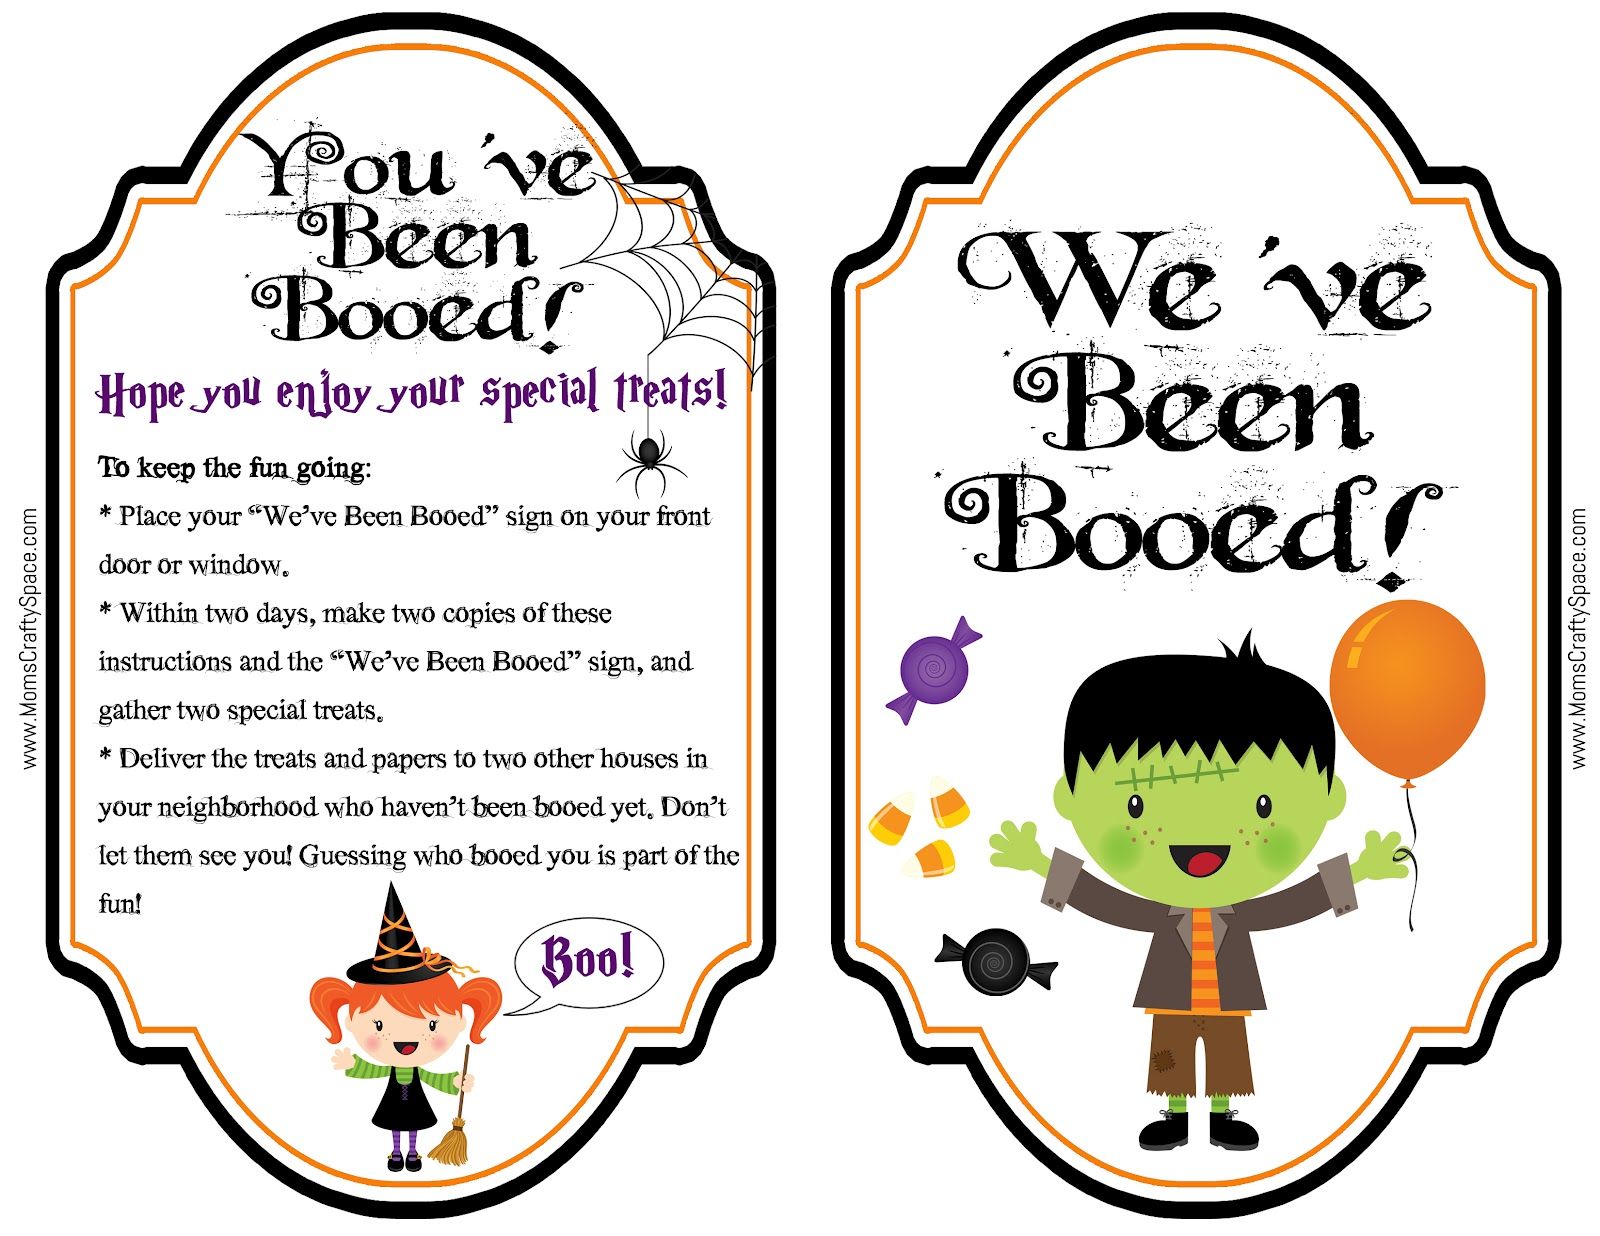 You 've
Been
Booed!
Hope you enjoy your special treats!
To keep the fun going:
* Place your “We’ve Been Booed” sign on your front
door or window.
* Within two days, make two copies of these
instructions and the “We’ve Been Booed” sign, and
gather two special treats.
* Deliver the treats and papers to two other houses in
your neighborhood who haven’t been booed yet. Don’t
let them see you! Guessing who booed you is part of the
fun!
Boo!
www.MomsCraftySpace.com
We 've
Been
Booed!
www.MomsCraftySpace.com